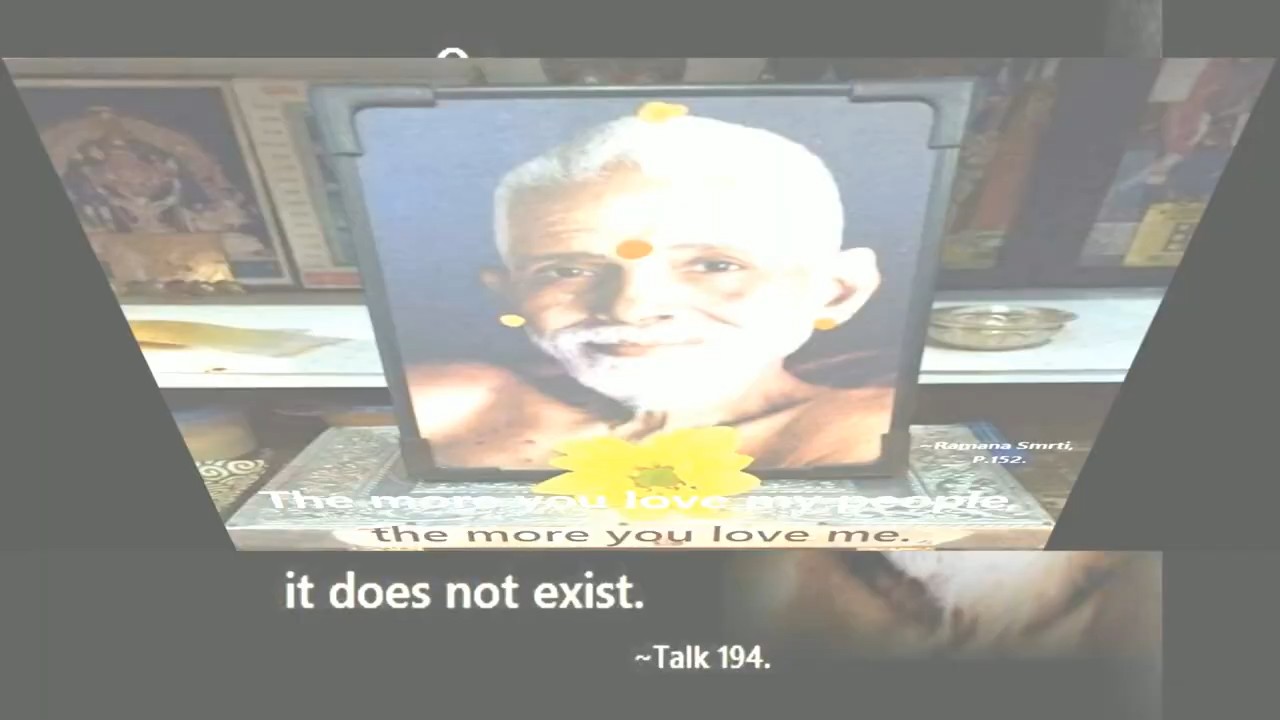 ~Ramana Smrti,
P.152.
The more you love my people,
the more you love me.
it does not exist.
~Talk 194.